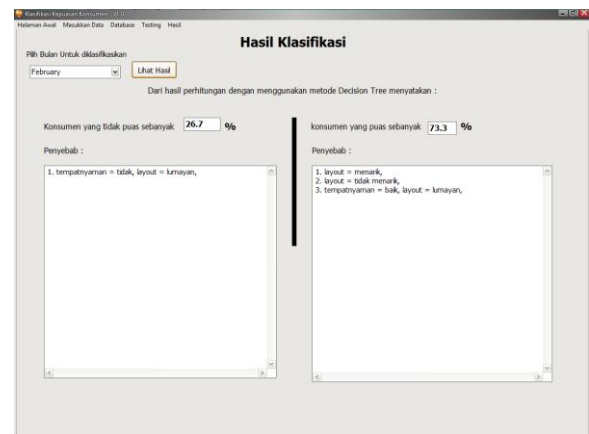 Klasifikasi Kepuasan Konsumen - V1.0
Halaman Awal Masukkan Data Database Testing Hasil
Hasil Klasifikasi
Pilih Bulan Untuk diklasfikasikan
February
Lihat Hasil
Dari hasil perhitungan dengan menggunakan metode Decision Tree menyatakan :
Konsumen yang tidak puas sebanyak 26.7 %
Penyebab :
1. tempatnyaman = tidak, layout = lumayan,
konsumen yang puas sebanyak 73.3 %
Penyebab :
1. layout = menarik,
2. layout = tidak menarik,
3. tempatnyaman = baik, layout = lumayan,